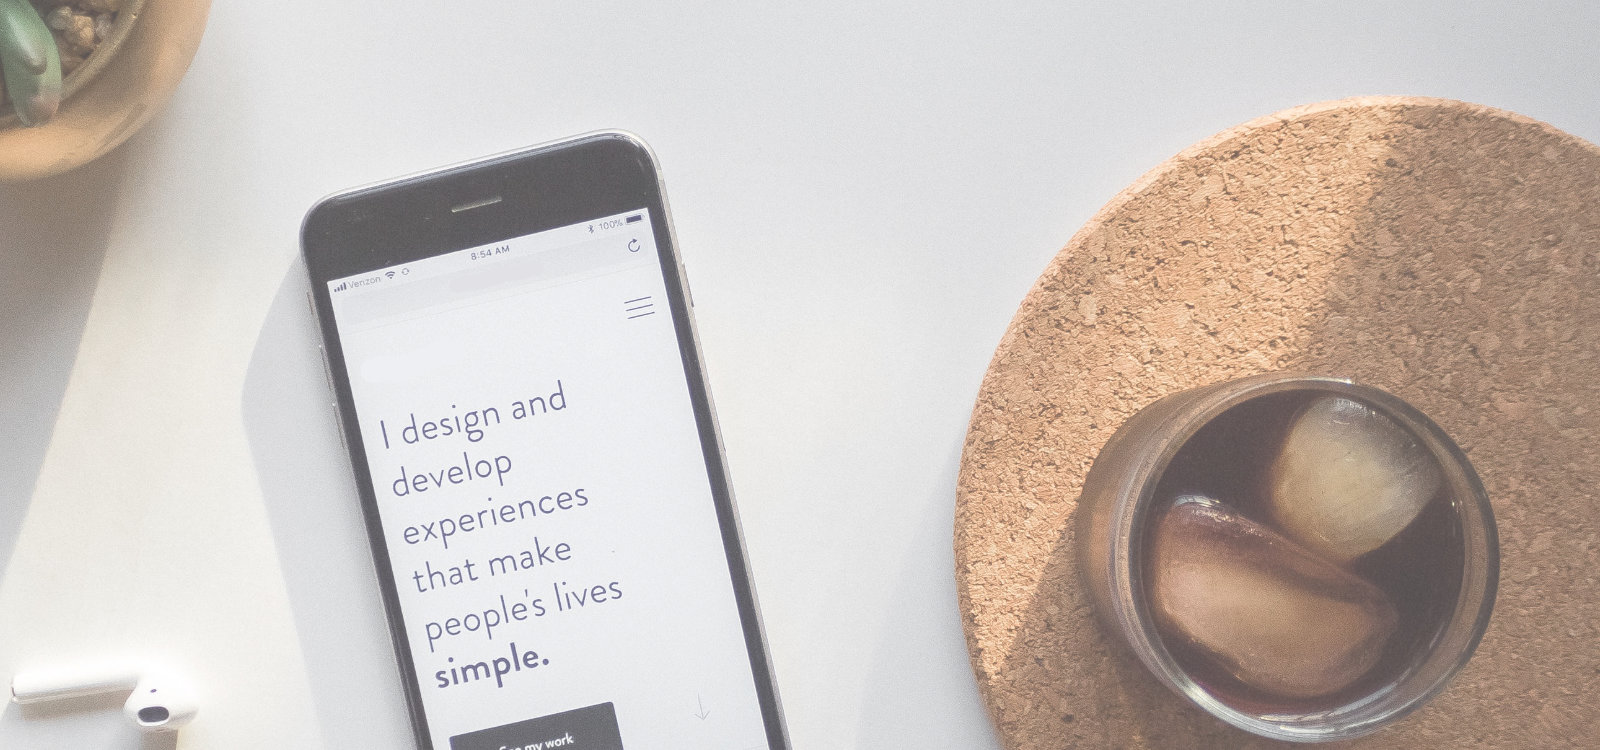 Verizon 8:54 AM 100%
I design and
develop
experiences
that make
people's lives
simple.
See my work